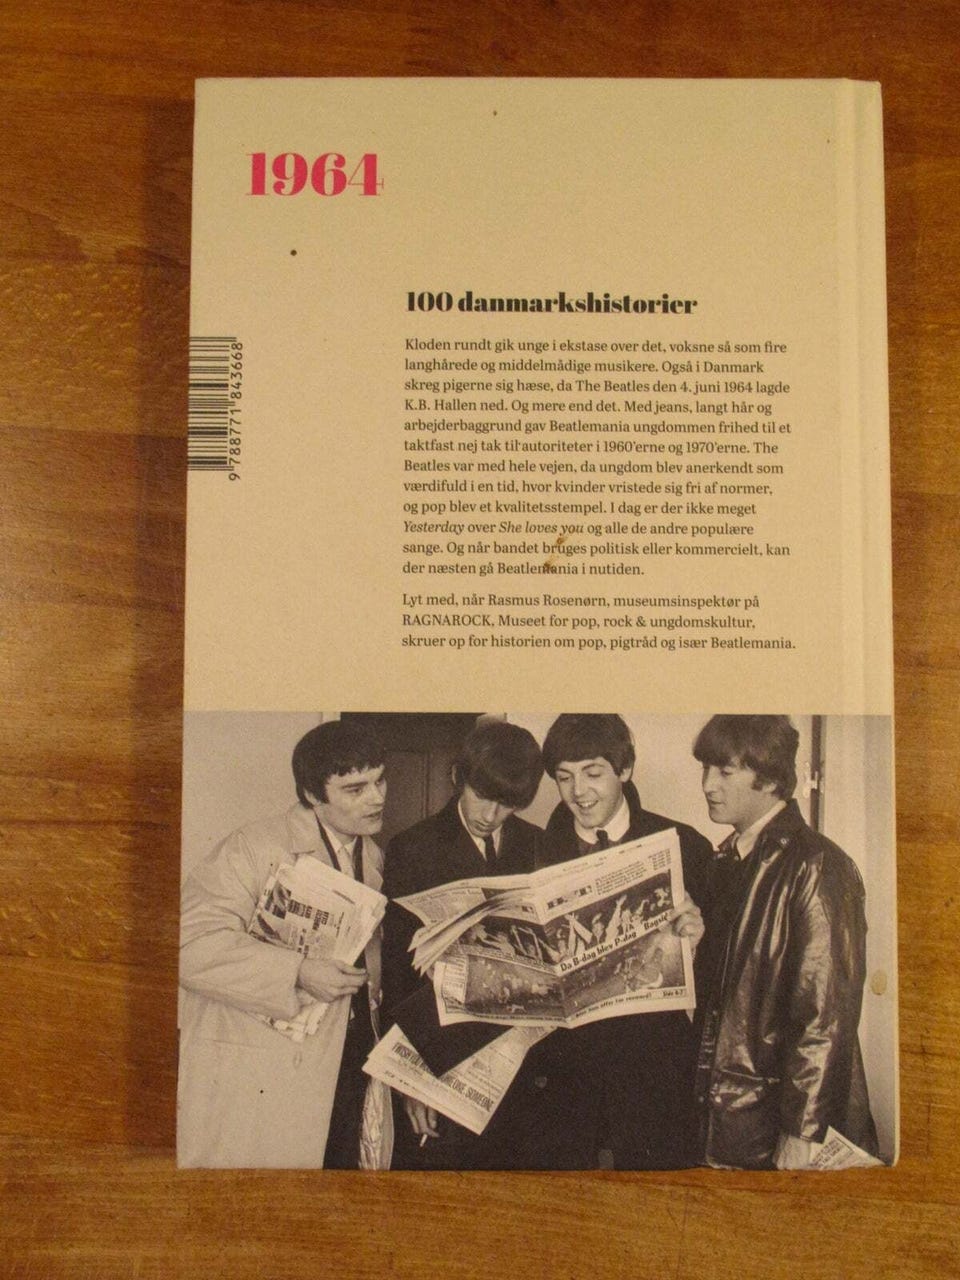 1964
100 danmarkshistorier
Kloden rundt gik unge i ekstase over det, voksne så som fire
langhårede og middelmådige musikere. Også i Danmark
skreg pigerne sig hæse, da The Beatles den 4. juni 1964 lagde
K.B. Hallen ned. Og mere end det. Med jeans, langt hår og
arbejderbaggrund gav Beatlemania ungdommen frihed til et
taktfast nej tak til autoriteter i 1960'erne og 1970'erne. The
Beatles var med hele vejen, da ungdom blev anerkendt som
værdifuld i en tid, hvor kvinder vristede sig fri af normer,
og pop blev et kvalitetsstempel. I dag er der ikke meget
Yesterday over She loves you og alle de andre populære
sange. Og når bandet bruges politisk eller kommercielt, kan
der næsten gå Beatlemania i nutiden.
Lyt med, når Rasmus Rosenørn, museumsinspektør på
RAGNAROCK, Museet for pop, rock & ungdomskultur,
skruer op for historien om pop, pigtråd og især Beatlemania.
9 788771 843668
Da B-dag blev P-dag Bagsiden
Side 6-7